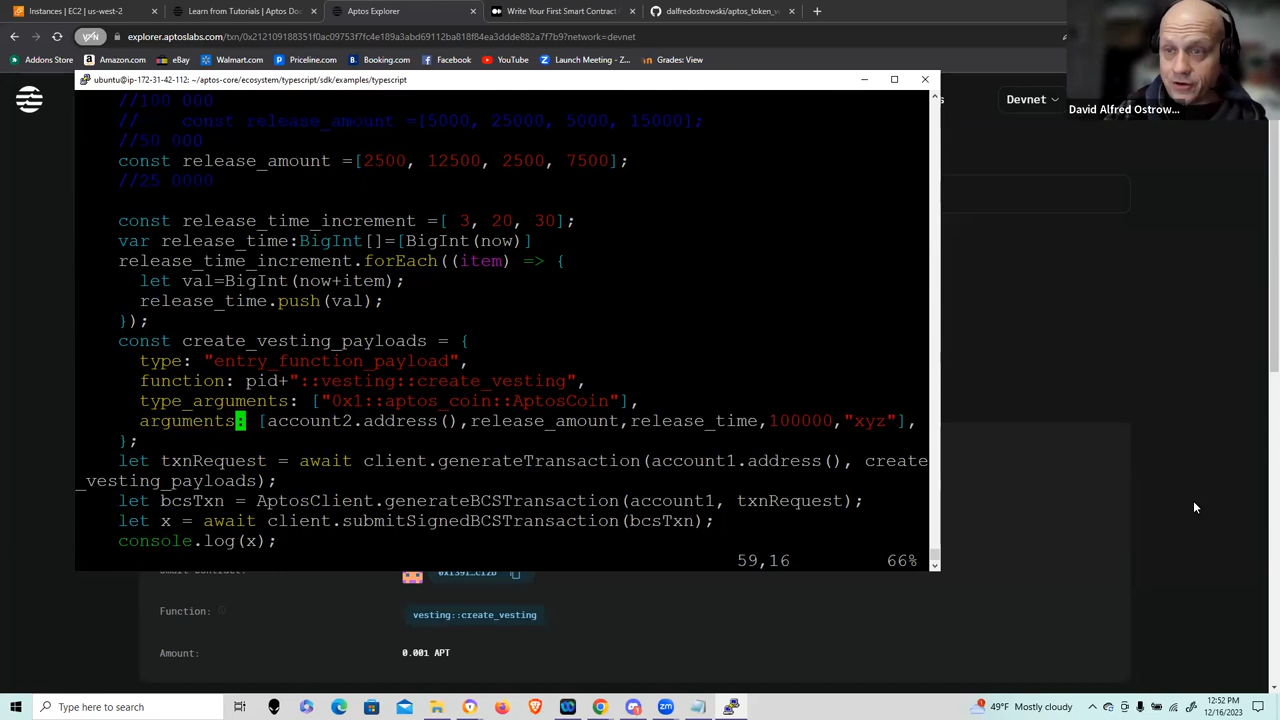 Instances | EC2 | us-west-2
Learn from Tutorials | Aptos Doc
Aptos Explorer
Write Your First Smart Contract
dalfredostrowski/aptos_token_v
explorer.aptoslabs.com/txn/0x212109188351f0ac09753f7fc4e189a3abd69112ba818f84ea3ddde882a7f7b9?network=devnet
Addons Store
Amazon.com
eBay
Walmart.com
Priceline.com
Booking.com
Facebook
YouTube
Launch Meeting - Z...
Grades: View
ubuntu@ip-172-31-42-112: ~/aptos-core/ecosystem/typescript/sdk/examples/typescript
Devnet
David Alfred Ostrow...
//100 000
// const release_amount =[5000, 25000, 5000, 15000];
//50 000
const release_amount =[2500, 12500, 2500, 7500];
//25 0000
const release_time_increment =[ 3, 20, 30];
var release_time:BigInt[]=[BigInt(now)]
release_time_increment.forEach((item) => {
let val=BigInt(now+item);
release_time.push(val);
});
const create_vesting_payloads = {
type: "entry_function_payload",
function: pid+"::vesting::create_vesting",
type_arguments: ["0x1::aptos_coin::AptosCoin"],
arguments: [account2.address(),release_amount,release_time,100000,"xyz"],
};
let txnRequest = await client.generateTransaction(account1.address(), create
_vesting_payloads);
let bcsTxn = AptosClient.generateBCSTransaction(account1, txnRequest);
let x = await client.submitSignedBCSTransaction(bcsTxn);
console.log(x);
59,16 66%
Function:
vesting::create_vesting
Amount:
0.001 APT
Type here to search
49°F Mostly cloudy
12:52 PM
12/16/2023